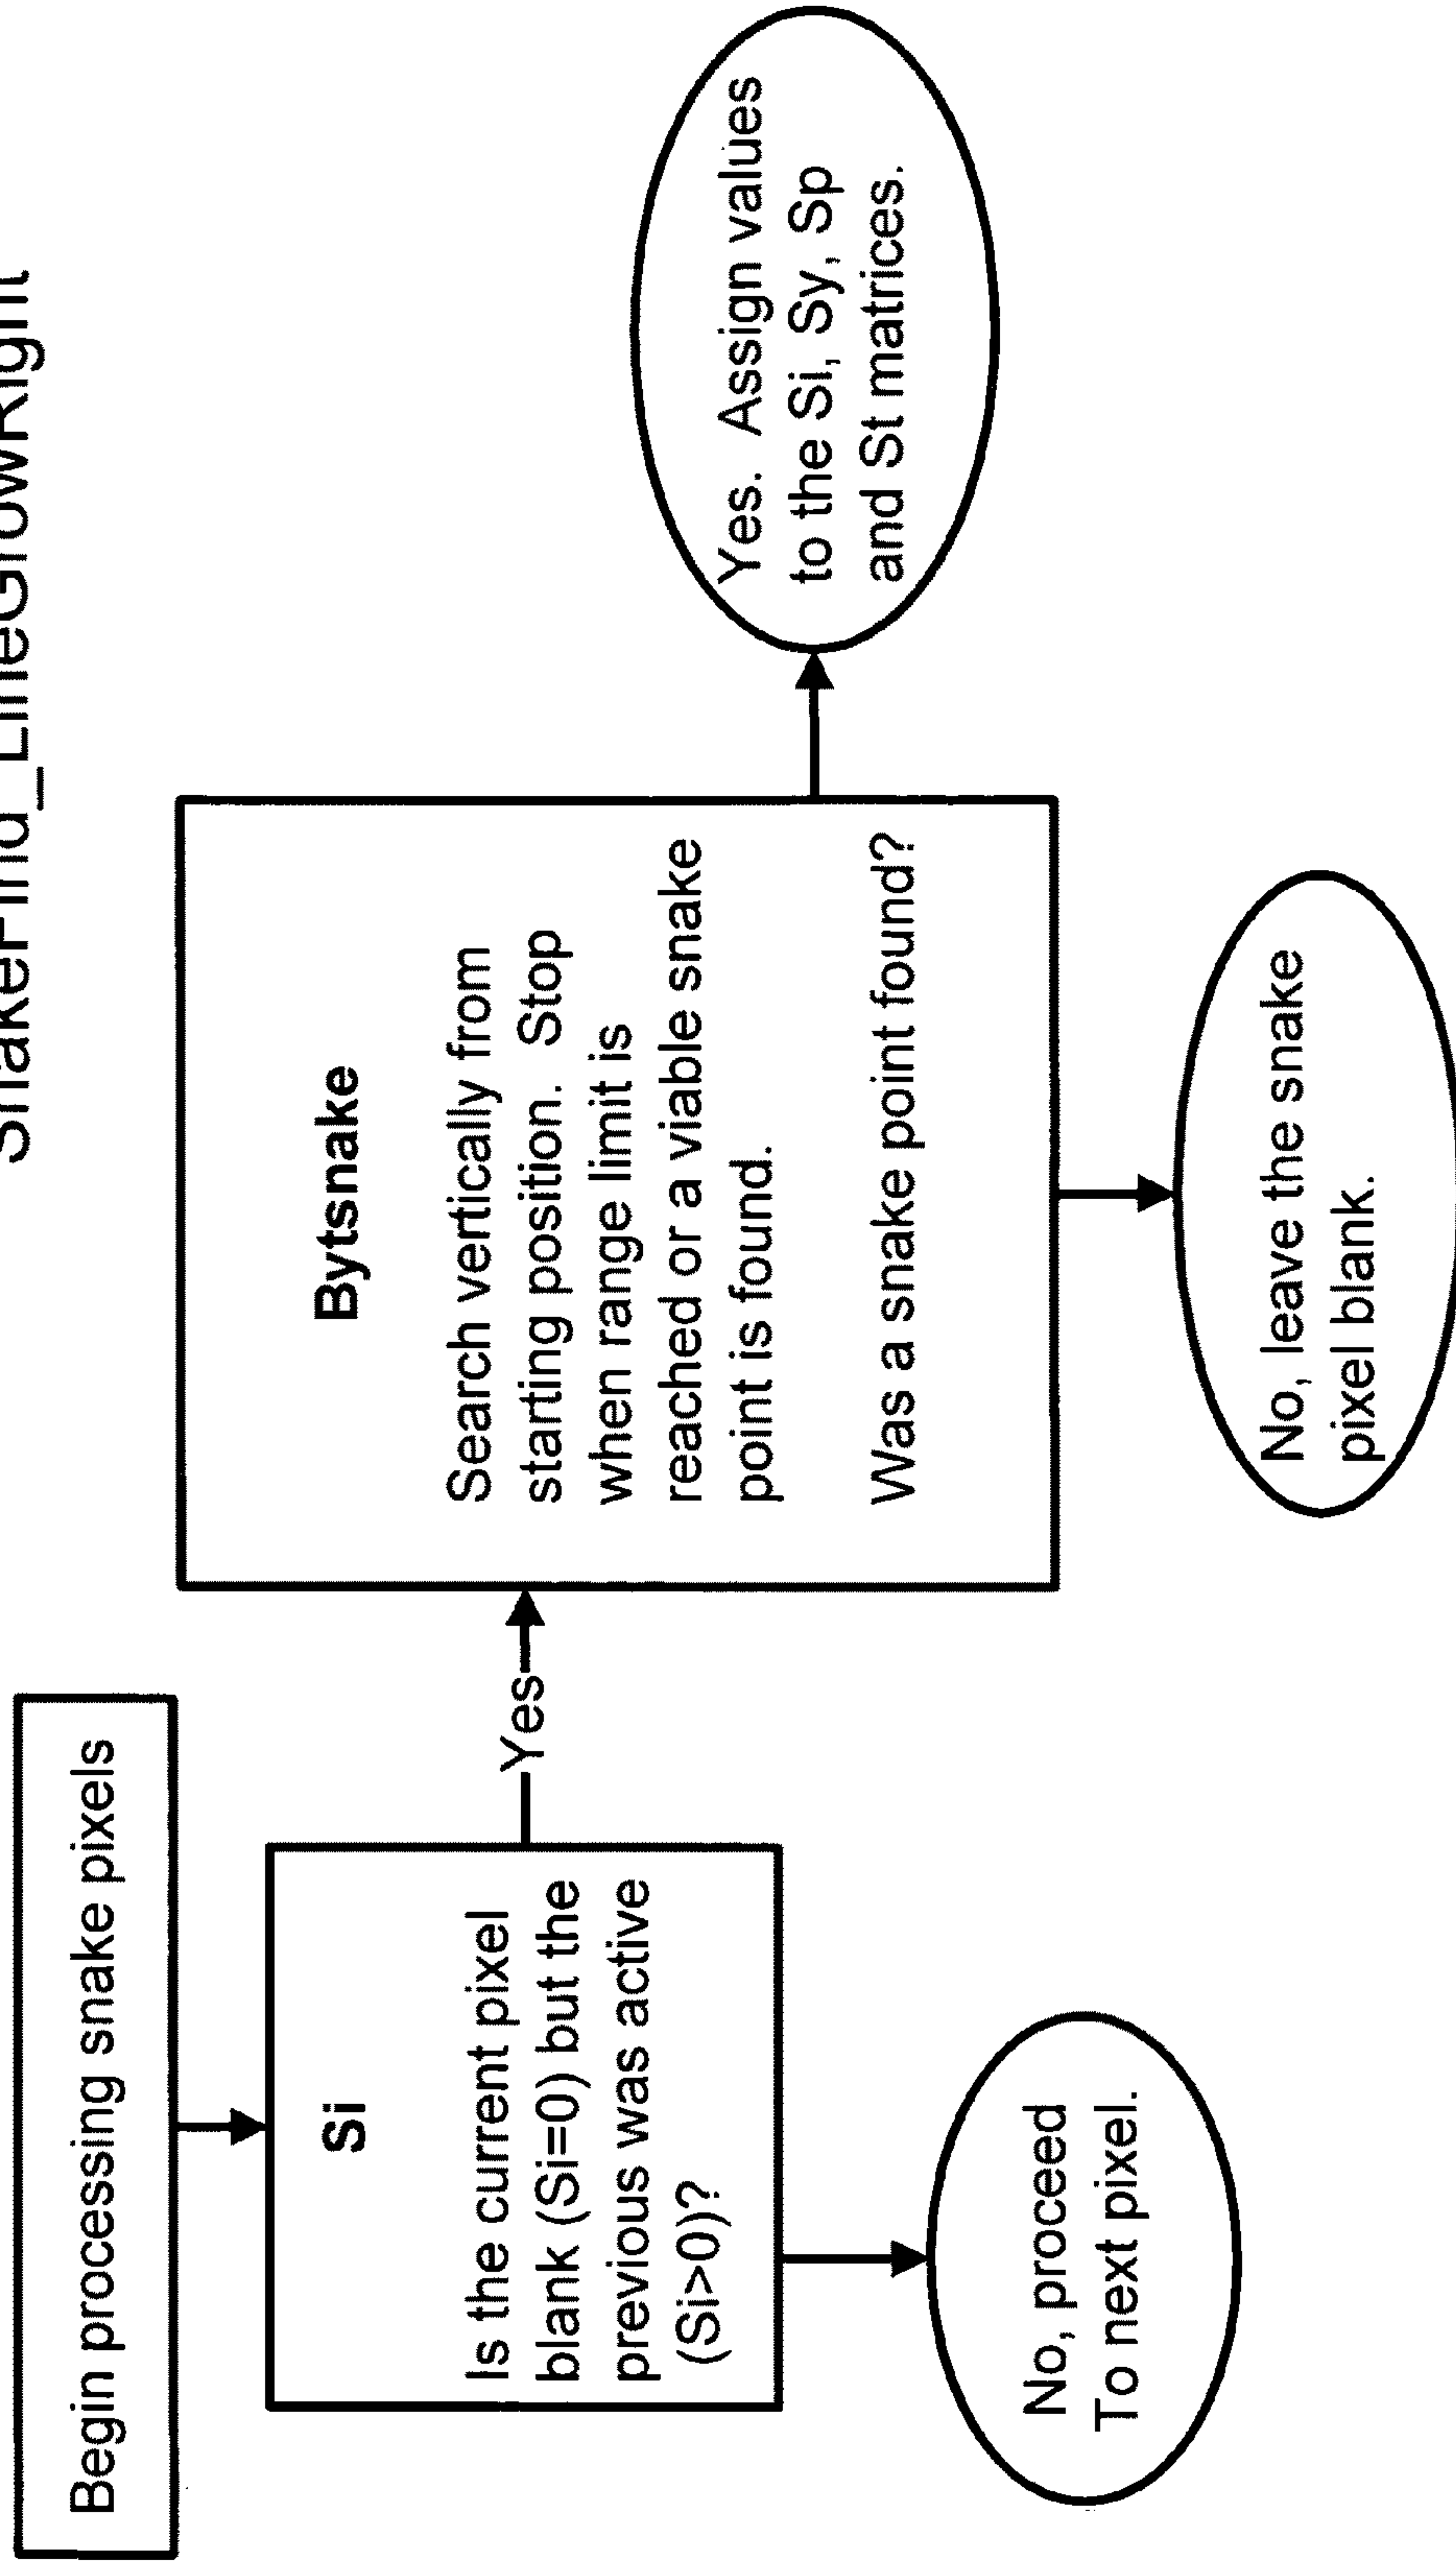 SnakeFind_LineGrowRight
Begin processing snake pixels
Si
Is the current pixel
blank (Si=0) but the
previous was active
(Si>0)?
Yes
No, proceed
To next pixel.
Bytsnake
Search vertically from
starting position. Stop
when range limit is
reached or a viable snake
point is found.
Was a snake point found?
Yes. Assign values
to the Si, Sy, Sp
and St matrices.
No, leave the snake
pixel blank.